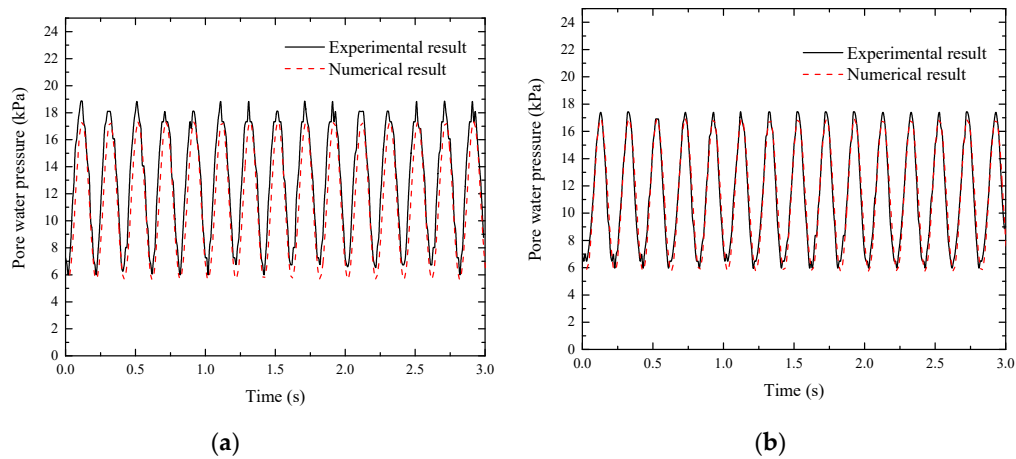 24
22
20
18
16
14
12
10
8
6
4
2
0
Pore water pressure (kPa)
Experimental result
Numerical result
0.0 0.5 1.0 1.5 2.0 2.5 3.0
Time (s)
(a)
24
22
20
18
16
14
12
10
8
6
4
2
0
Pore water pressure (kPa)
Experimental result
Numerical result
0.0 0.5 1.0 1.5 2.0 2.5 3.0
Time (s)
(b)